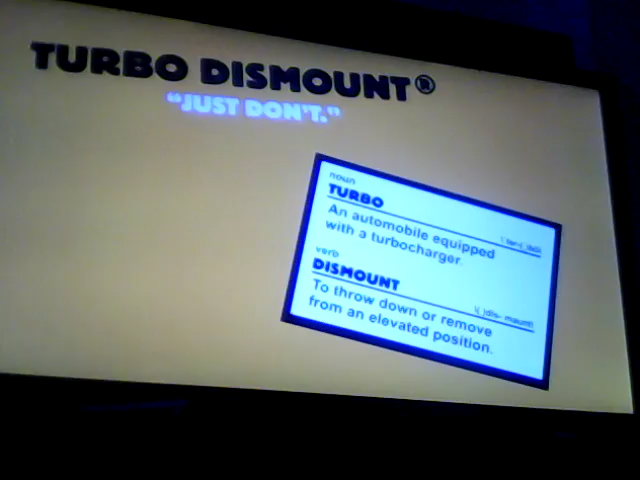 TURBO DISMOUNT®
"JUST DON'T."
noun
TURBO
An automobile equipped
with a turbocharger.
verb
DISMOUNT
To throw down or remove
from an elevated position.